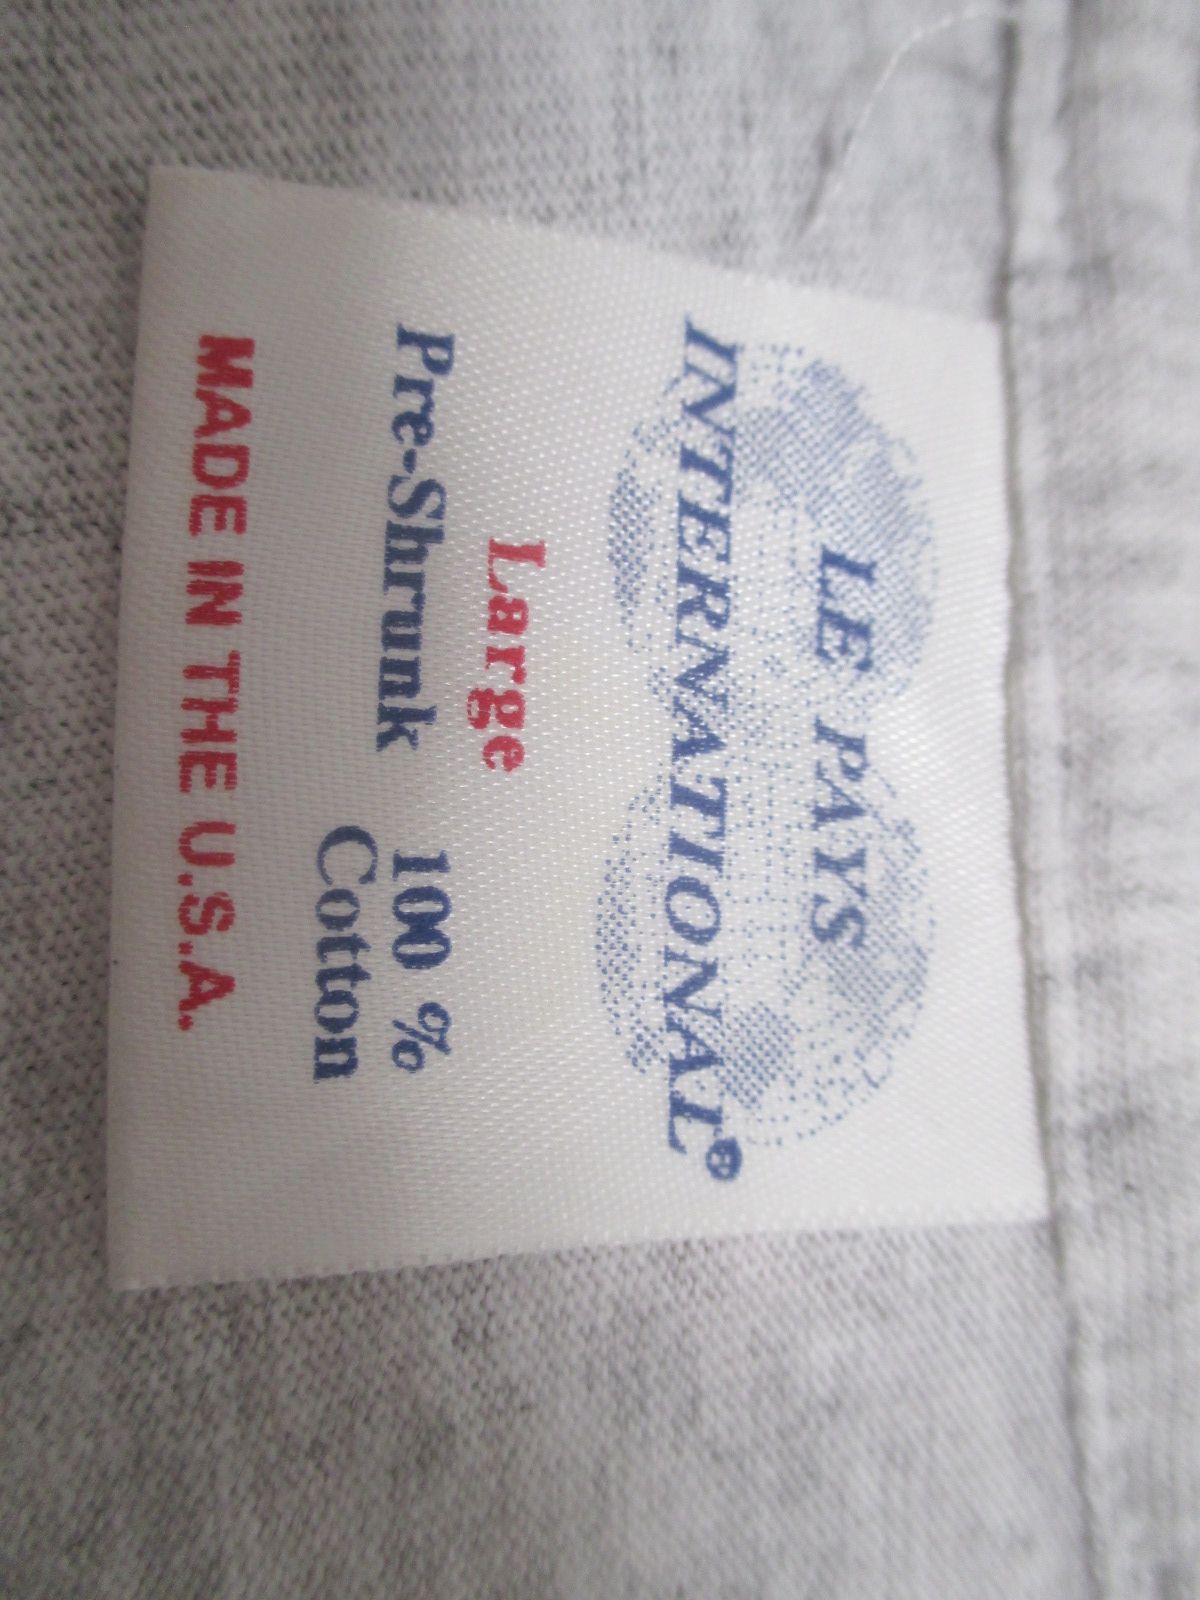 LE PAYS
INTERNATIONAL®
Large
Pre-Shrunk 100 %
Cotton
MADE IN THE U.S.A.